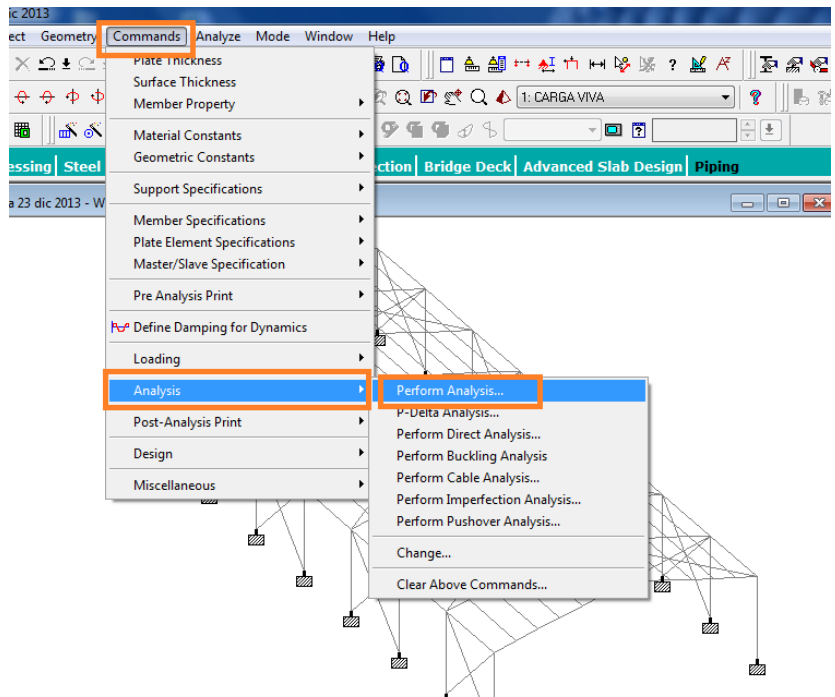 ic 2013
ect Geometry Commands Analyze Mode Window Help
Plate Thickness
Surface Thickness
Member Property
1: CARGA VIVA
Material Constants
Geometric Constants
essing Steel ction Bridge Deck Advanced Slab Design Piping
Support Specifications
a 23 dic 2013 - W
Member Specifications
Plate Element Specifications
Master/Slave Specification
Pre Analysis Print
Define Damping for Dynamics
Loading
Analysis
Perform Analysis...
P-Delta Analysis...
Post-Analysis Print
Perform Direct Analysis...
Design
Perform Buckling Analysis
Perform Cable Analysis...
Miscellaneous
Perform Imperfection Analysis...
Perform Pushover Analysis...
Change...
Clear Above Commands...